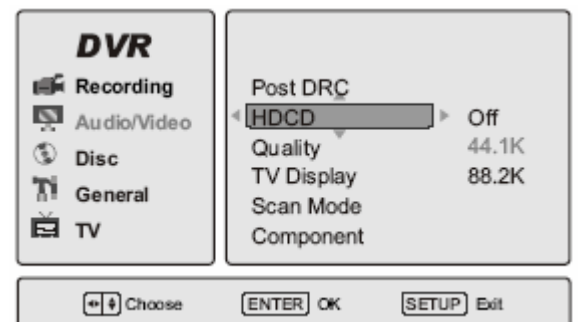 DVR
Recording
Audio/Video
Disc
General
TV
Post DRC
HDCD
Quality
TV Display
Scan Mode
Component
Off
44.1K
88.2K
Choose
ENTER OK
SETUP Exit